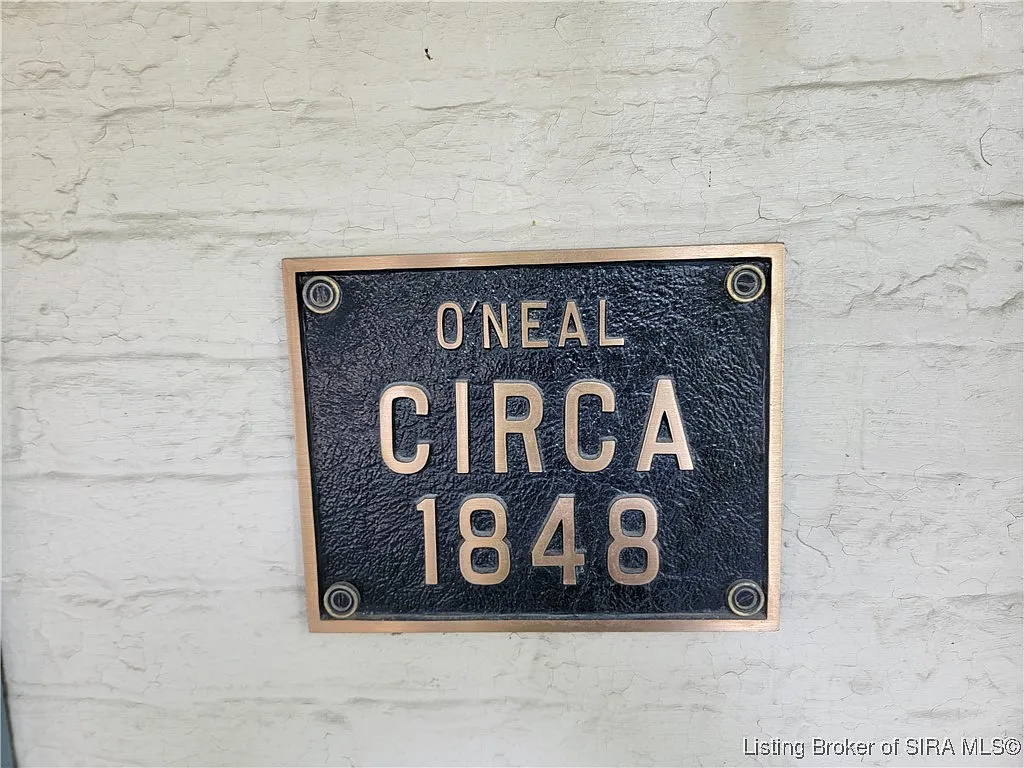 O'NEAL
CIRCA
1848
Listing Broker of SIRA MLS©